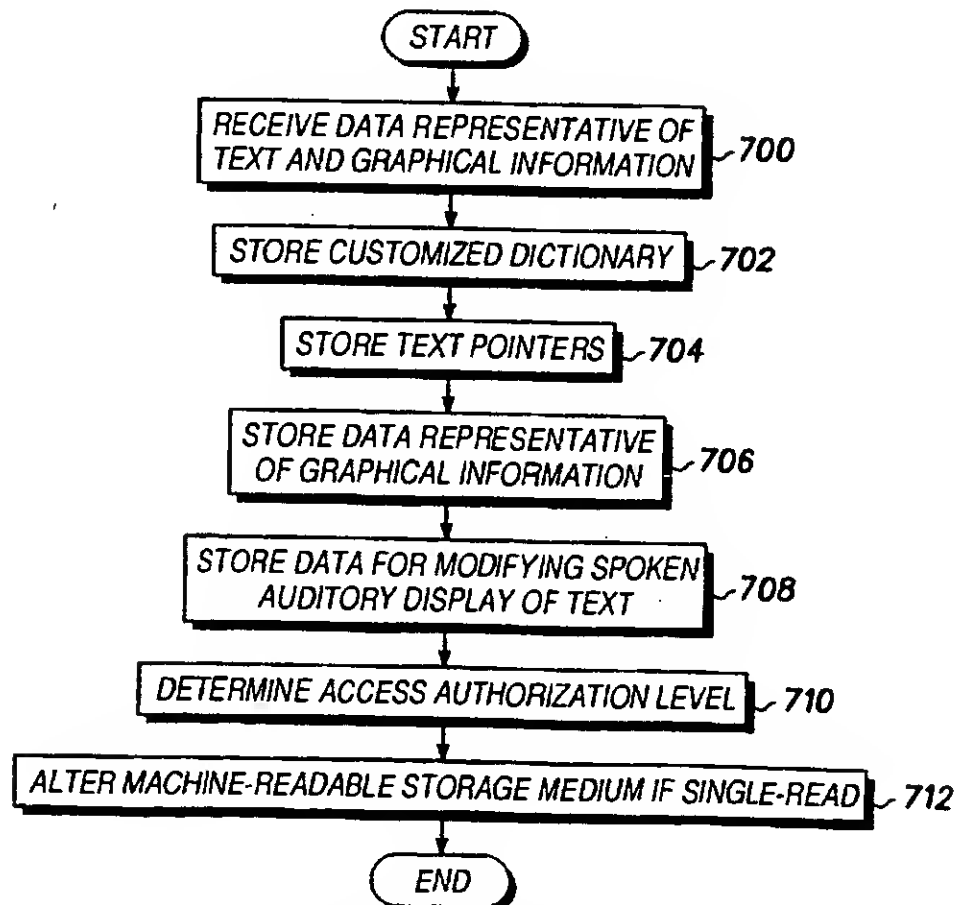 START
RECEIVE DATA REPRESENTATIVE OF
TEXT AND GRAPHICAL INFORMATION
700
STORE CUSTOMIZED DICTIONARY
702
STORE TEXT POINTERS
704
STORE DATA REPRESENTATIVE
OF GRAPHICAL INFORMATION
706
STORE DATA FOR MODIFYING SPOKEN
AUDITORY DISPLAY OF TEXT
708
DETERMINE ACCESS AUTHORIZATION LEVEL
710
ALTER MACHINE-READABLE STORAGE MEDIUM IF SINGLE-READ
712
END